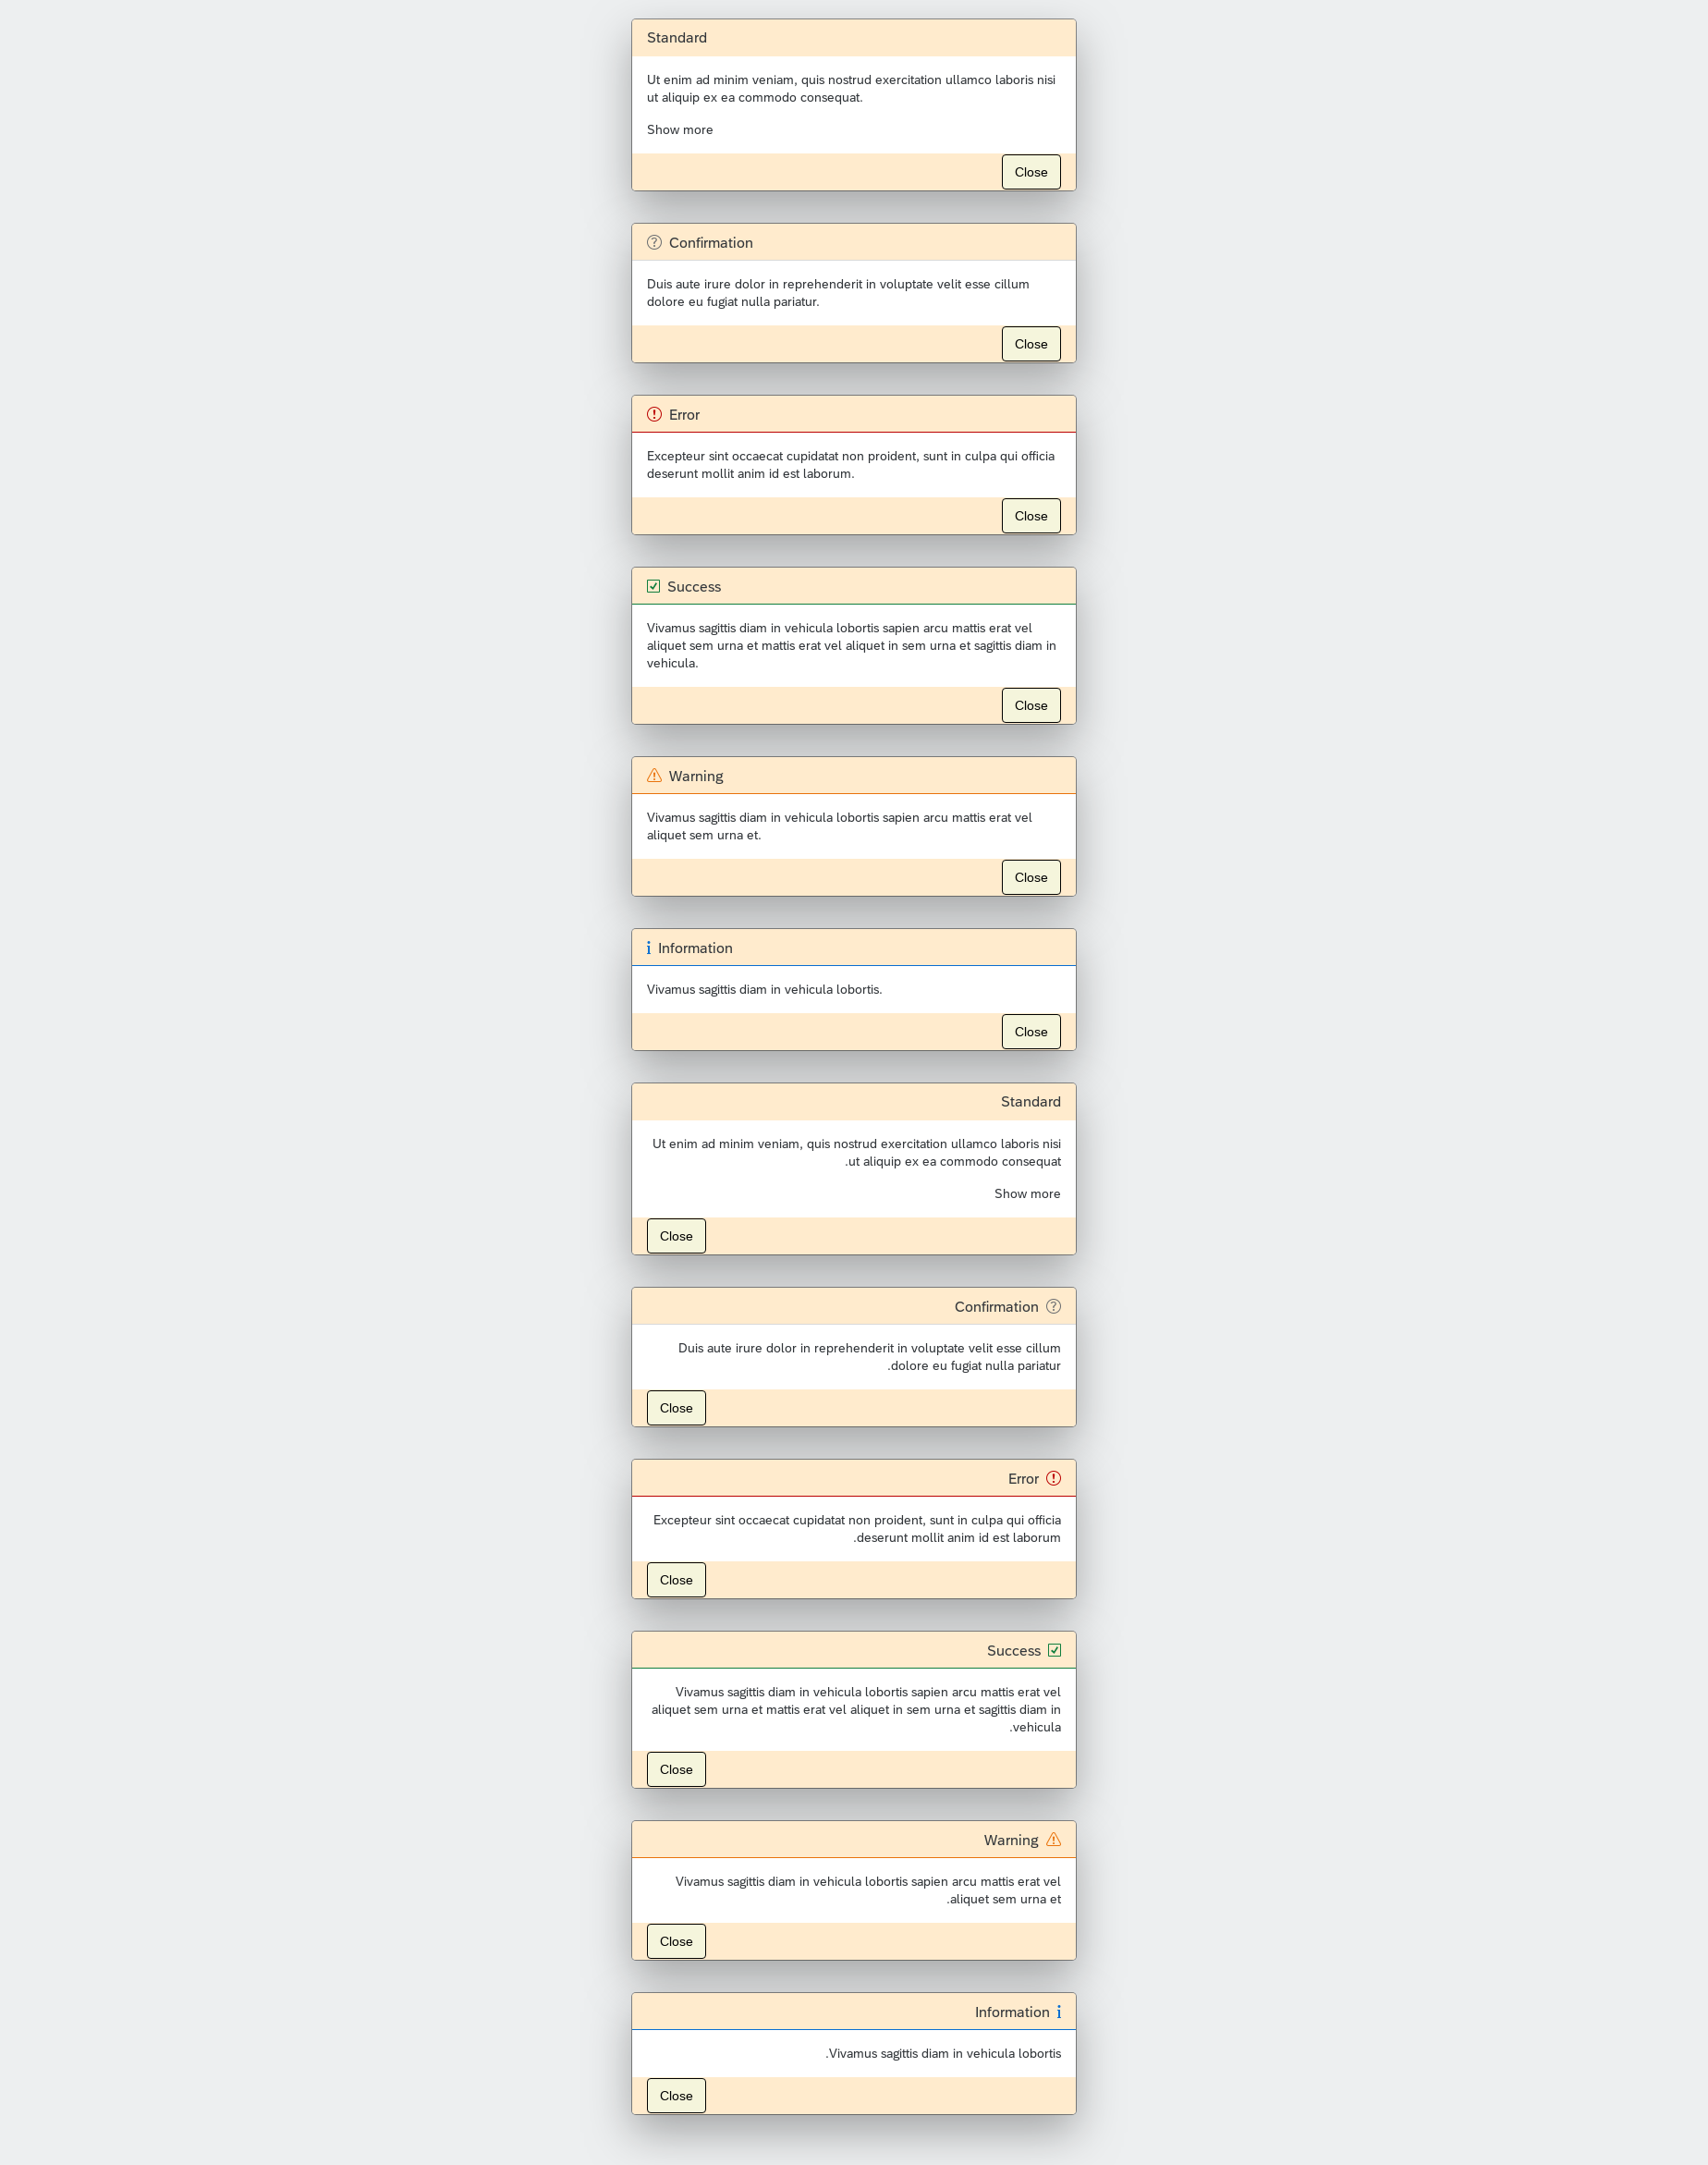 Standard
Ut enim ad minim veniam, quis nostrud exercitation ullamco laboris nisi
ut aliquip ex ea commodo consequat.
Show more
Close
Confirmation
Duis aute irure dolor in reprehenderit in voluptate velit esse cillum
dolore eu fugiat nulla pariatur.
Close
Error
Excepteur sint occaecat cupidatat non proident, sunt in culpa qui officia
deserunt mollit anim id est laborum.
Close
Success
Vivamus sagittis diam in vehicula lobortis sapien arcu mattis erat vel
aliquet sem urna et mattis erat vel aliquet in sem urna et sagittis diam in
vehicula.
Close
Warning
Vivamus sagittis diam in vehicula lobortis sapien arcu mattis erat vel
aliquet sem urna et.
Close
Information
Vivamus sagittis diam in vehicula lobortis.
Close
Standard
Ut enim ad minim veniam, quis nostrud exercitation ullamco laboris nisi
.ut aliquip ex ea commodo consequat
Show more
Close
Confirmation
Duis aute irure dolor in reprehenderit in voluptate velit esse cillum
.dolore eu fugiat nulla pariatur
Close
Error
Excepteur sint occaecat cupidatat non proident, sunt in culpa qui officia
.deserunt mollit anim id est laborum
Close
Success
Vivamus sagittis diam in vehicula lobortis sapien arcu mattis erat vel
aliquet sem urna et mattis erat vel aliquet in sem urna et sagittis diam in
.vehicula
Close
Warning
Vivamus sagittis diam in vehicula lobortis sapien arcu mattis erat vel
.aliquet sem urna et
Close
Information
.Vivamus sagittis diam in vehicula lobortis
Close